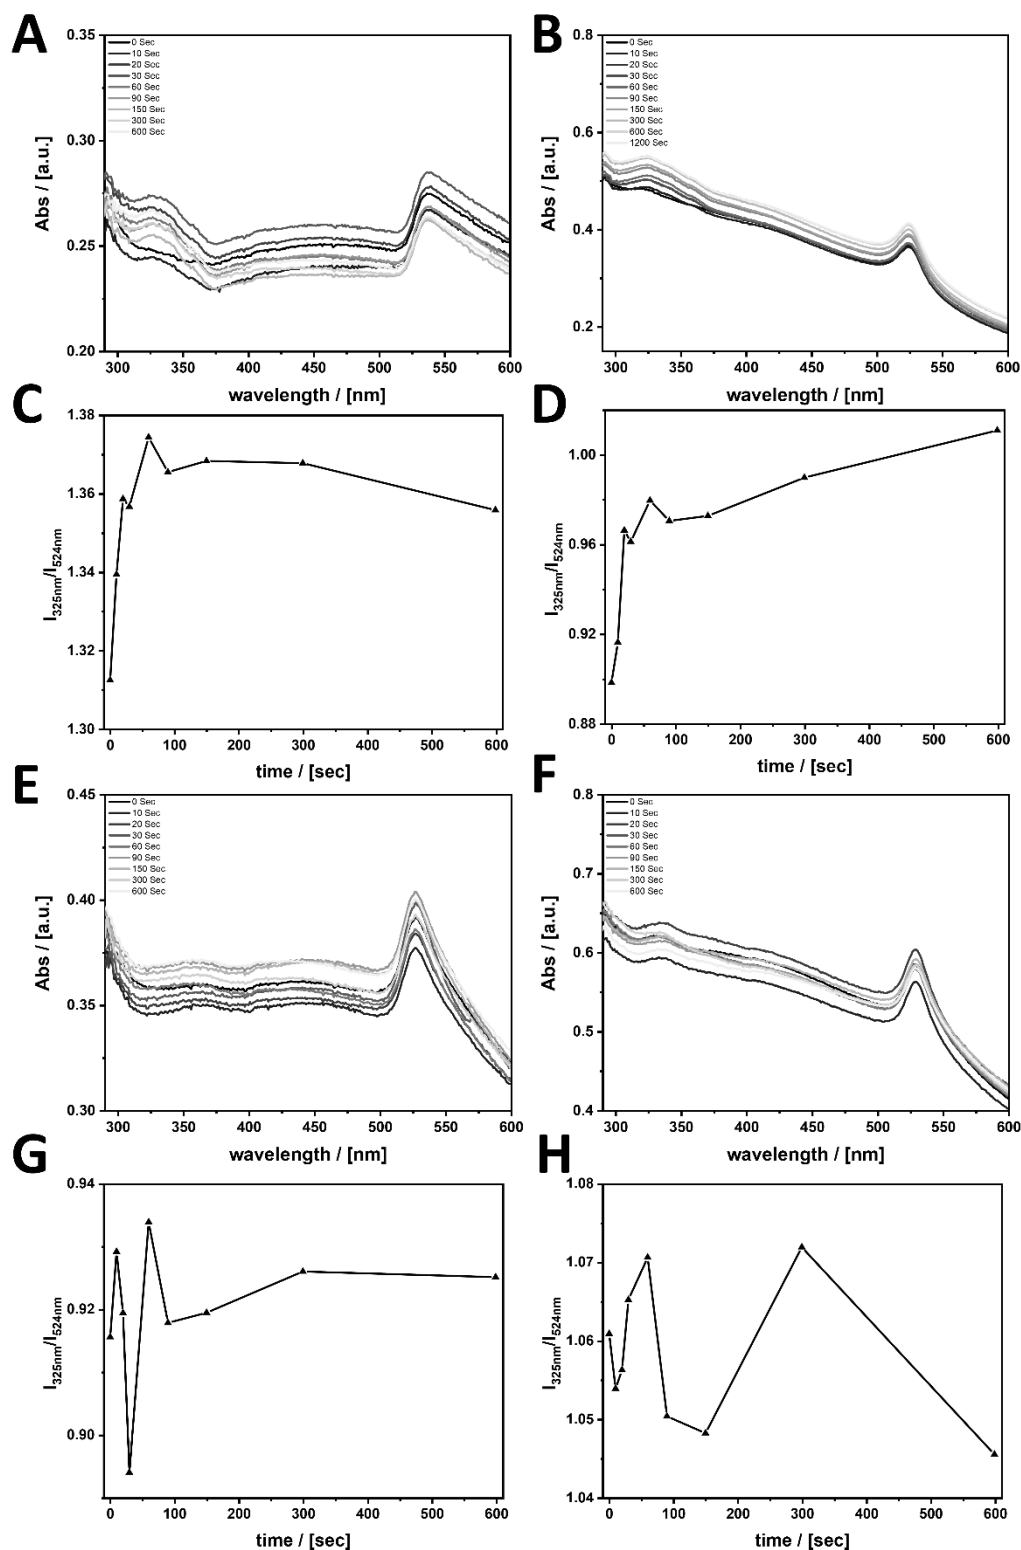 A
0.35
0.30
0.25
0.20
Abs / [a.u.]
0 Sec
10 Sec
20 Sec
30 Sec
60 Sec
90 Sec
150 Sec
300 Sec
600 Sec
300 350 400 450 500 550 600
wavelength / [nm]
B
0.8
0.6
0.4
0.2
Abs / [a.u.]
0 Sec
10 Sec
20 Sec
30 Sec
60 Sec
90 Sec
150 Sec
300 Sec
600 Sec
1200 Sec
300 350 400 450 500 550 600
wavelength / [nm]
C
1.38
1.36
1.34
1.32
1.30
I325nm/I524nm
0 100 200 300 400 500 600
time / [sec]
D
1.00
0.96
0.92
0.88
I325nm/I524nm
0 100 200 300 400 500 600
time / [sec]
E
0.45
0.40
0.35
0.30
Abs / [a.u.]
0 Sec
10 Sec
20 Sec
30 Sec
60 Sec
90 Sec
150 Sec
300 Sec
600 Sec
300 350 400 450 500 550 600
wavelength / [nm]
F
0.8
0.7
0.6
0.5
0.4
Abs / [a.u.]
0 Sec
10 Sec
20 Sec
30 Sec
60 Sec
90 Sec
150 Sec
300 Sec
600 Sec
300 350 400 450 500 550 600
wavelength / [nm]
G
0.94
0.92
0.90
I325nm/I524nm
0 100 200 300 400 500 600
time / [sec]
H
1.08
1.07
1.06
1.05
1.04
I325nm/I524nm
0 100 200 300 400 500 600
time / [sec]